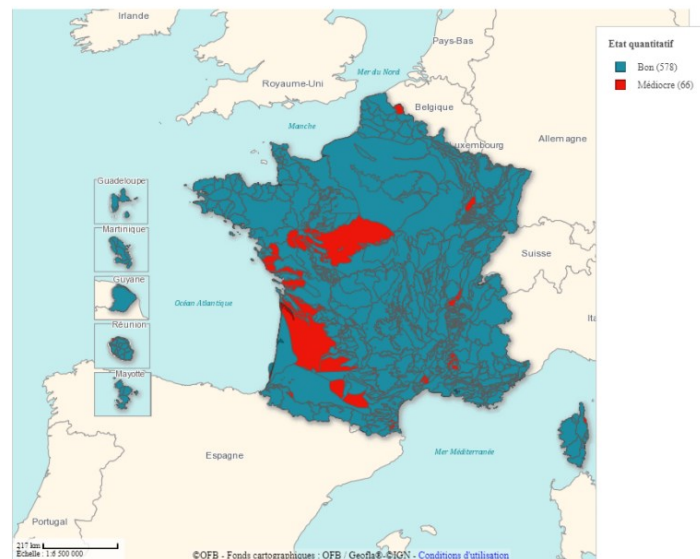 Irlande
Pays-Bas
Mer du Nord
Royaume-Uni
Belgique
Manche
uxembourg
Allemagne
Guadeloupe
Martinique
Suisse
Guyane
Océan Atlantique
Ita
Réunion
Mayotte
Espagne
Mer Méditerranée
Portugal
217 km
Echelle : 1:6 500 000
©OFB - Fonds cartographiques : OFB / Geofla®-©IGN - Conditions d'utilisation
Etat quantitatif
Bon (578)
Médiocre (66)